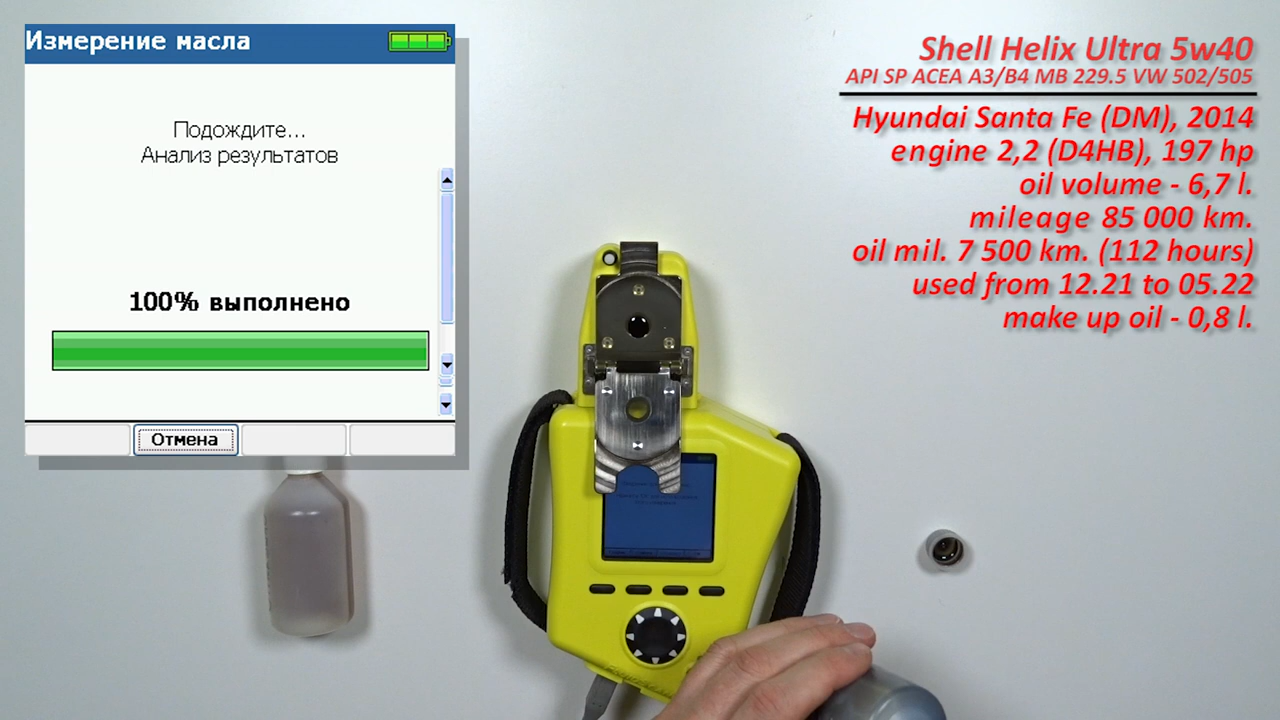 Измерение масла
Подождите...
Анализ результатов
100% выполнено
Отмена
Shell Helix Ultra 5w40
API SP ACEA A3/B4 MB 229.5 VW 502/505
Hyundai Santa Fe (DM), 2014
engine 2,2 (D4HB), 197 hp
oil volume - 6,7 l.
mileage 85 000 km.
oil mil. 7 500 km. (112 hours)
used from 12.21 to 05.22
make up oil - 0,8 l.